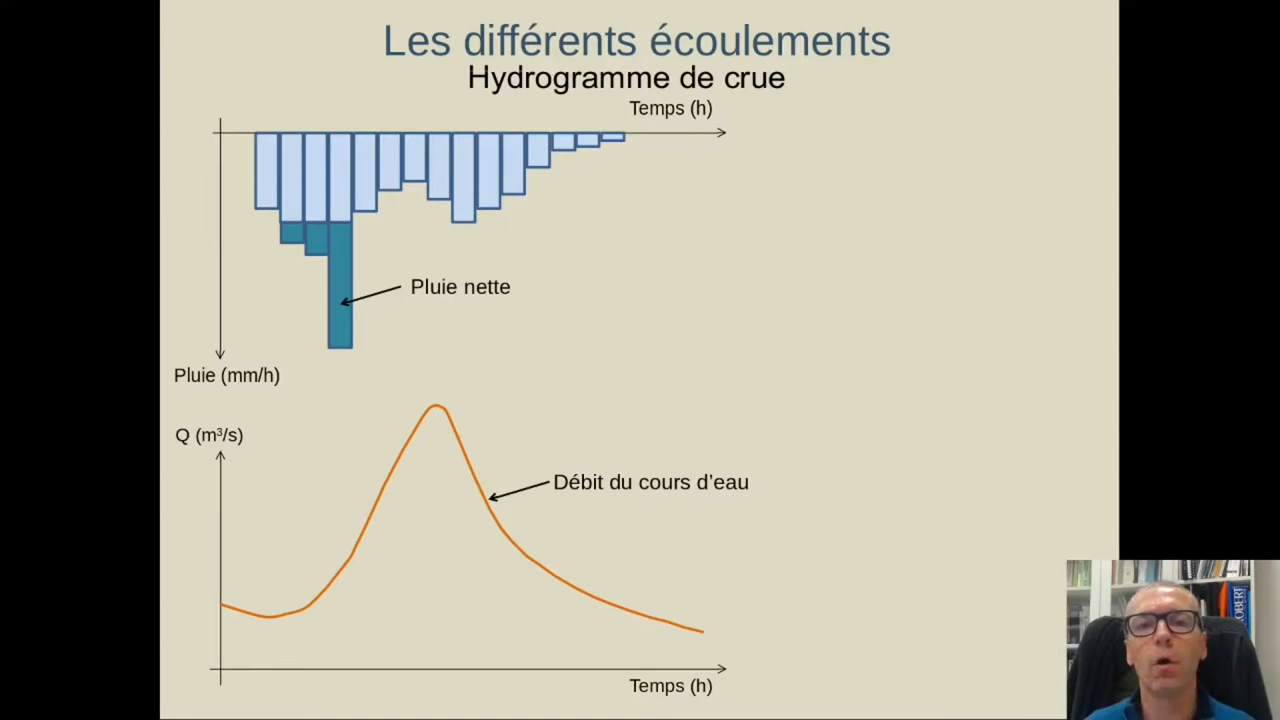 Les différents écoulements
Hydrogramme de crue
Temps (h)
Pluie nette
Pluie (mm/h)
Q (m³/s)
Débit du cours d’eau
Temps (h)